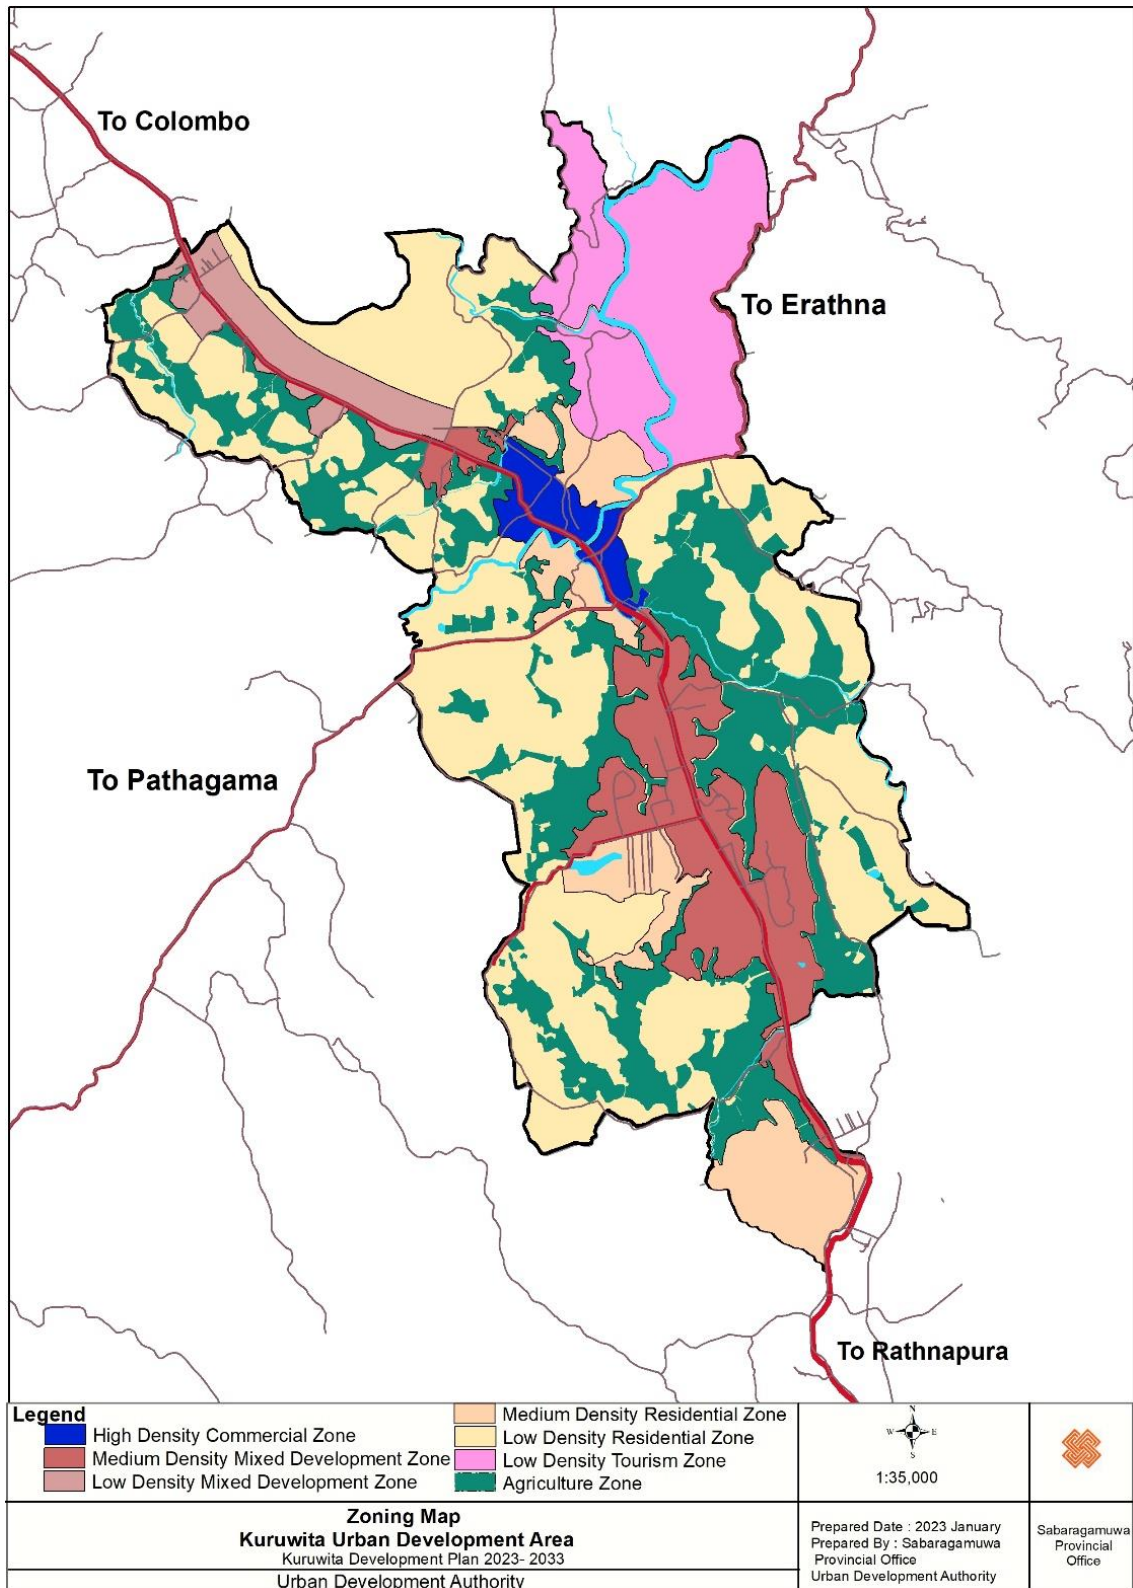 To Colombo
To Erathna
To Pathagama
To Rathnapura
Legend
High Density Commercial Zone
Medium Density Mixed Development Zone
Low Density Mixed Development Zone
Medium Density Residential Zone
Low Density Residential Zone
Low Density Tourism Zone
Agriculture Zone
N
W E
S
1:35,000
Zoning Map
Kuruwita Urban Development Area
Kuruwita Development Plan 2023- 2033
Urban Development Authority
Prepared Date : 2023 January
Prepared By : Sabaragamuwa
Provincial Office
Urban Development Authority
Sabaragamuwa
Provincial
Office